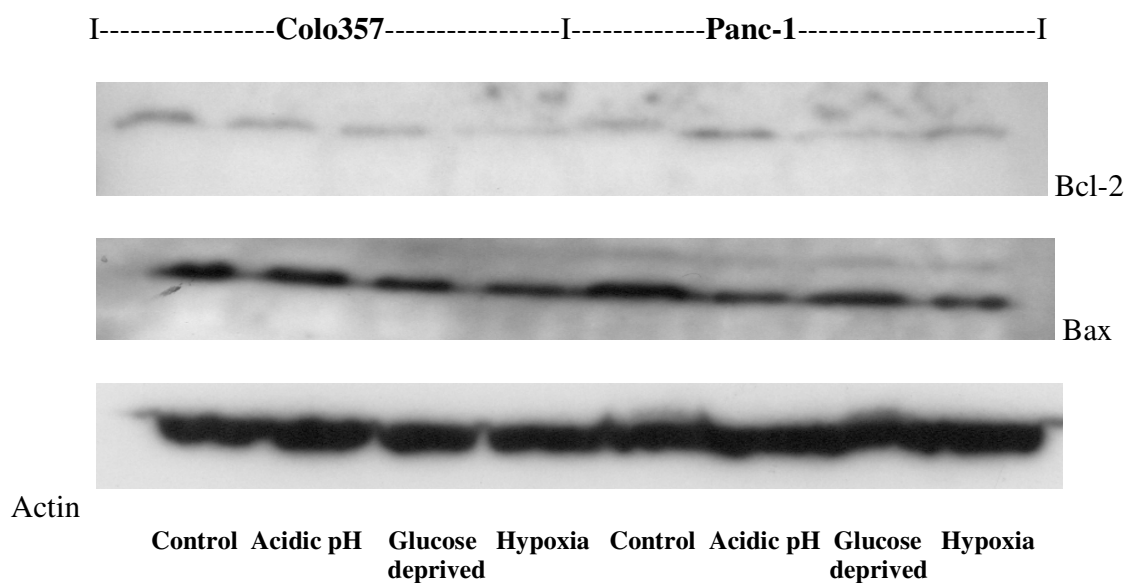 I-----------------Colo357-----------------I-------------Panc-1-----------------------I
Bcl-2
Bax
Actin
Control Acidic pH Glucose Hypoxia Control Acidic pH Glucose Hypoxia
deprived deprived